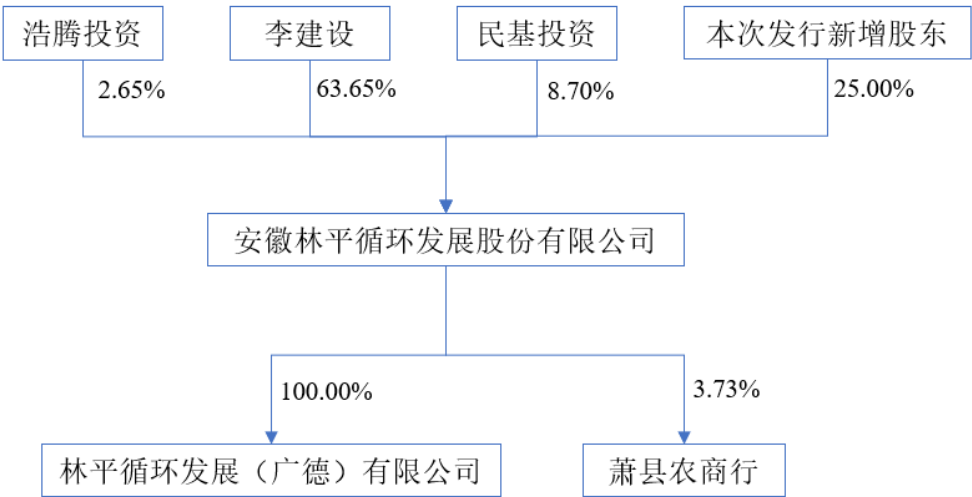 浩腾投资
李建设
民基投资
本次发行新增股东
2.65%
63.65%
8.70%
25.00%
安徽林平循环发展股份有限公司
100.00%
3.73%
林平循环发展（广德）有限公司
萧县农商行